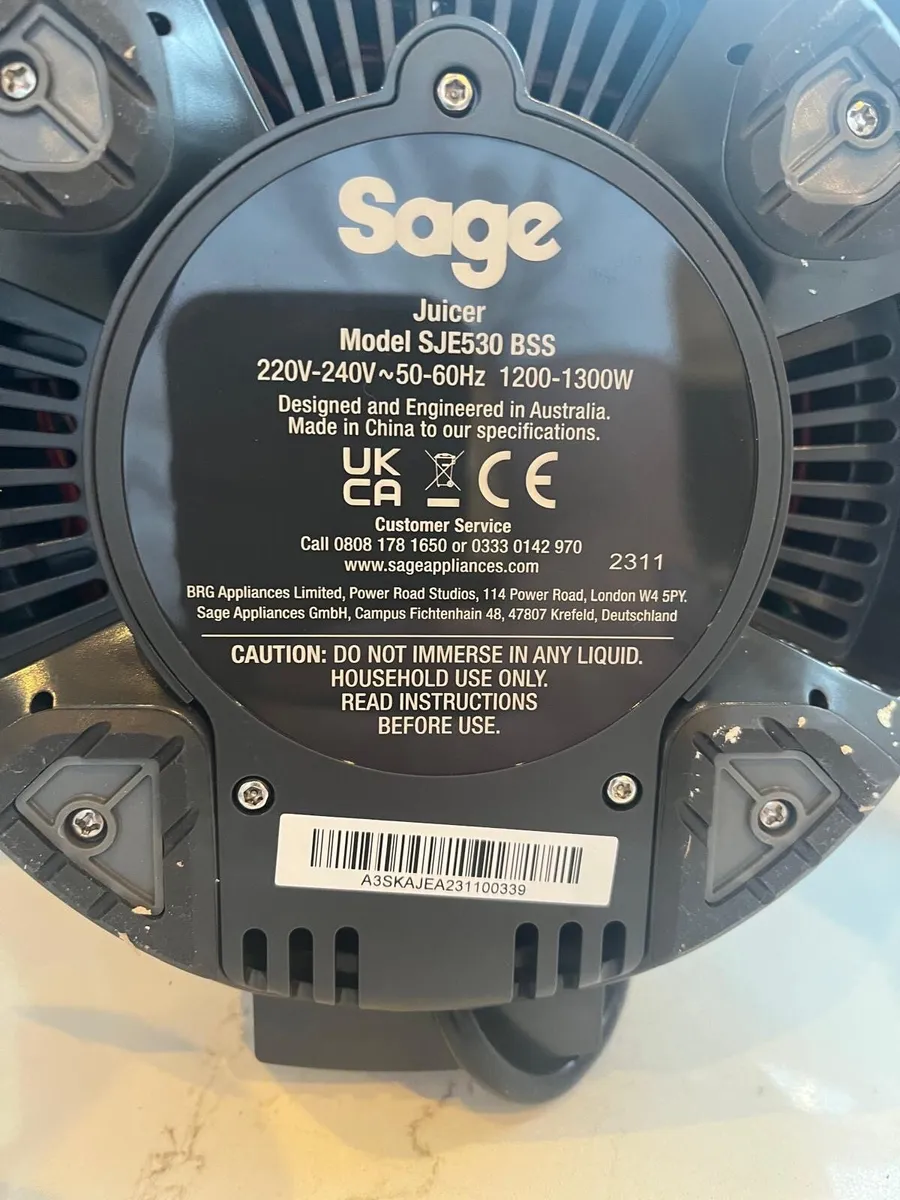 Sage
Juicer
Model SJE530 BSS
220V-240V~50-60Hz 1200-1300W
Designed and Engineered in Australia.
Made in China to our specifications.
UK
CA
CE
Customer Service
Call 0808 178 1650 or 0333 0142 970
www.sageappliances.com
2311
BRG Appliances Limited, Power Road Studios, 114 Power Road, London W4 5PY.
Sage Appliances GmbH, Campus Fichtenhain 48, 47807 Krefeld, Deutschland
CAUTION: DO NOT IMMERSE IN ANY LIQUID.
HOUSEHOLD USE ONLY.
READ INSTRUCTIONS
BEFORE USE.
A3SKAJEA231100339